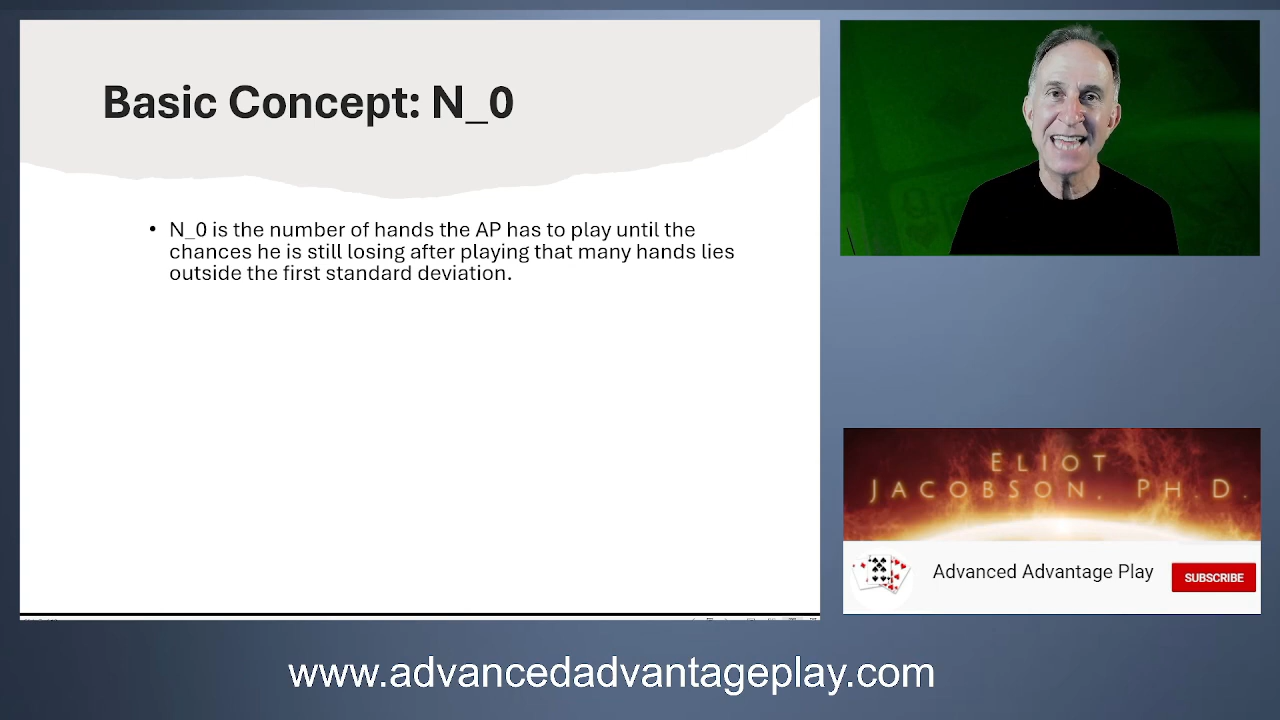 Basic Concept: N_0
• N_0 is the number of hands the AP has to play until the
chances he is still losing after playing that many hands lies
outside the first standard deviation.
ELIOT
JACOBSON, PH.D.
Advanced Advantage Play
SUBSCRIBE
www.advancedadvantageplay.com